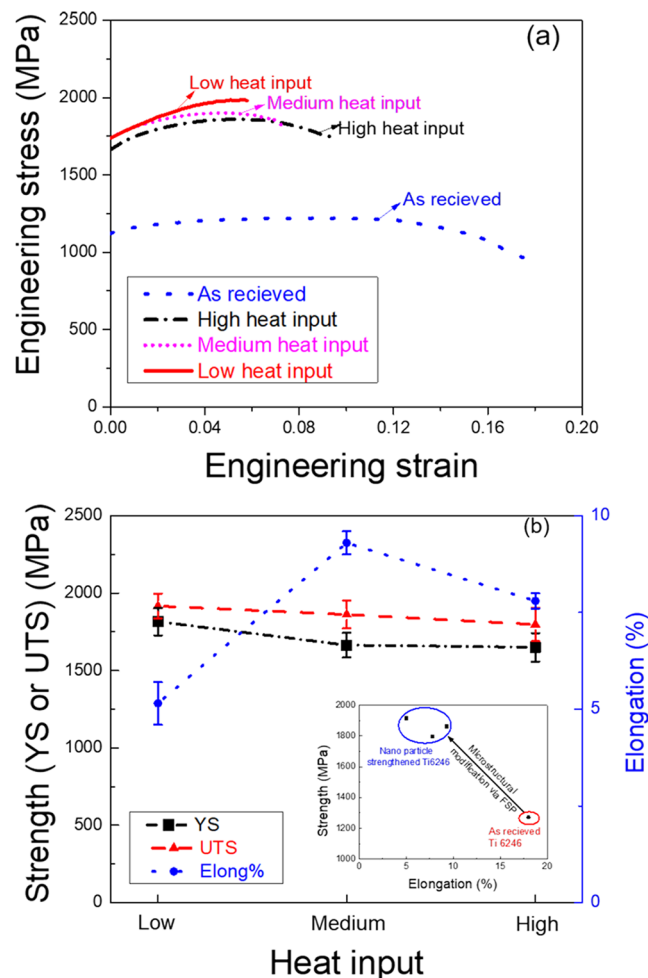 (a)
Engineering stress (MPa)
2500
2000
1500
1000
500
0
Low heat input
Medium heat input
High heat input
As recieved
As recieved
High heat input
Medium heat input
Low heat input
0.00
0.04
0.08
0.12
0.16
0.20
Engineering strain
(b)
Strength (YS or UTS) (MPa)
2500
2000
1500
1000
500
0
10
5
0
Elongation (%)
Strength (MPa)
2000
1800
1600
1400
1200
1000
Nano particle
strengthened Ti6246
Microstructural
modification via FSP
As recieved
Ti 6246
0
5
10
15
20
Elongation (%)
YS
UTS
Elong%
Low
Medium
High
Heat input